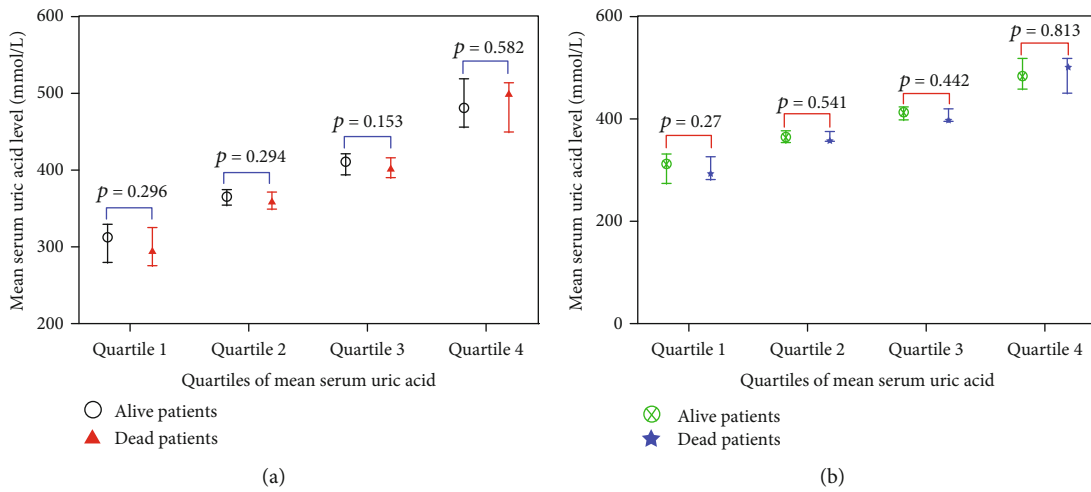 Mean serum uric acid level (mmol/L)
600
500
400
300
200
p = 0.296
p = 0.294
p = 0.153
p = 0.582
Quartile 1 Quartile 2 Quartile 3 Quartile 4
Quartiles of mean serum uric acid
Alive patients
Dead patients
(a)
Mean serum uric acid level (mmol/L)
600
400
200
0
p = 0.27
p = 0.541
p = 0.442
p = 0.813
Quartile 1 Quartile 2 Quartile 3 Quartile 4
Quartiles of mean serum uric acid
Alive patients
Dead patients
(b)